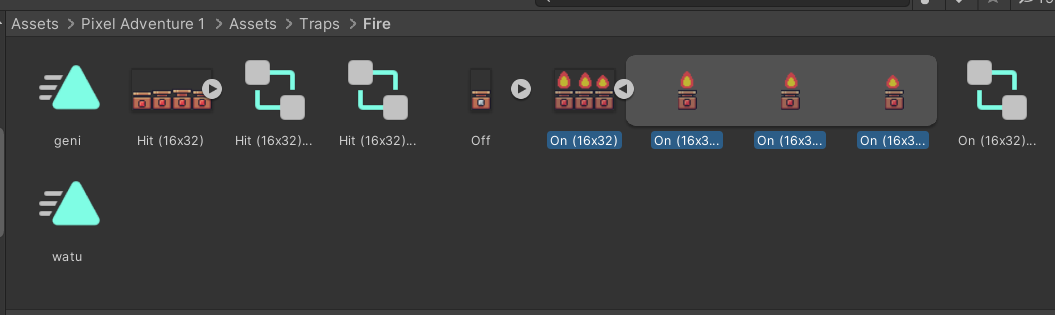 Assets > Pixel Adventure 1 > Assets > Traps > Fire
geni
Hit (16x32)
Hit (16x32)...
Hit (16x32)...
Off
On (16x32)
On (16x3...
On (16x3...
On (16x3...
On (16x32)...
watu